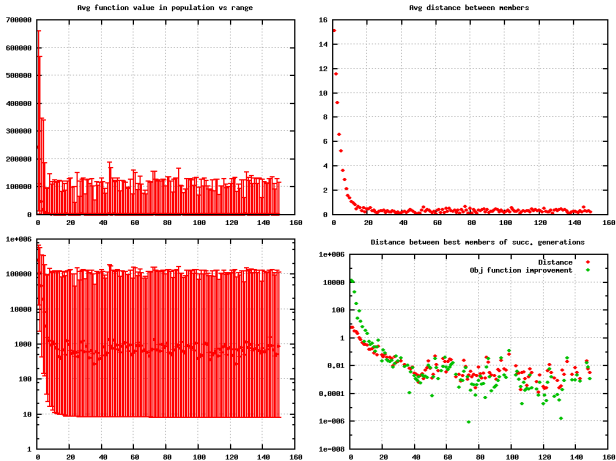 Avg function value in population vs range
700000
600000
500000
400000
300000
200000
100000
0
0 20 40 60 80 100 120 140 160
Avg distance between members
16
14
12
10
8
6
4
2
0
0 20 40 60 80 100 120 140 160
1e+006
100000
10000
1000
100
10
1
0 20 40 60 80 100 120 140 160
Distance between best members of succ. generations
1e+006
10000
100
1
0,01
0,0001
1e-006
1e-008
0 20 40 60 80 100 120 140 160
Distance
Obj function improvement